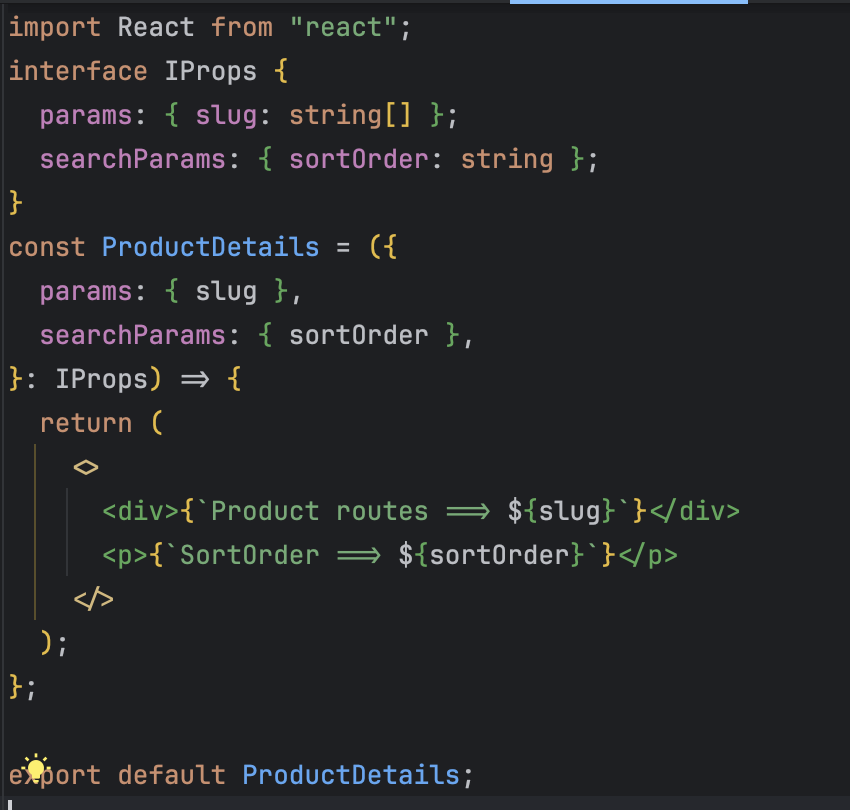 import React from "react";
interface IProps {
  params: { slug: string[] };
  searchParams: { sortOrder: string };
}
const ProductDetails = ({
  params: { slug },
  searchParams: { sortOrder },
}: IProps) => {
  return (
    <>
      <div>{`Product routes ==> ${slug}`}</div>
      <p>{`SortOrder ==> ${sortOrder}`}</p>
    </>
  );
};
export default ProductDetails;